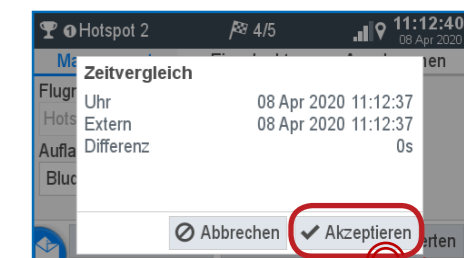 1 Hotspot 2 4/5 11:12:40
08 Apr 2020
Zeitvergleich
Uhr 08 Apr 2020 11:12:37
Extern 08 Apr 2020 11:12:37
Differenz 0s
Abbrechen Akzeptieren